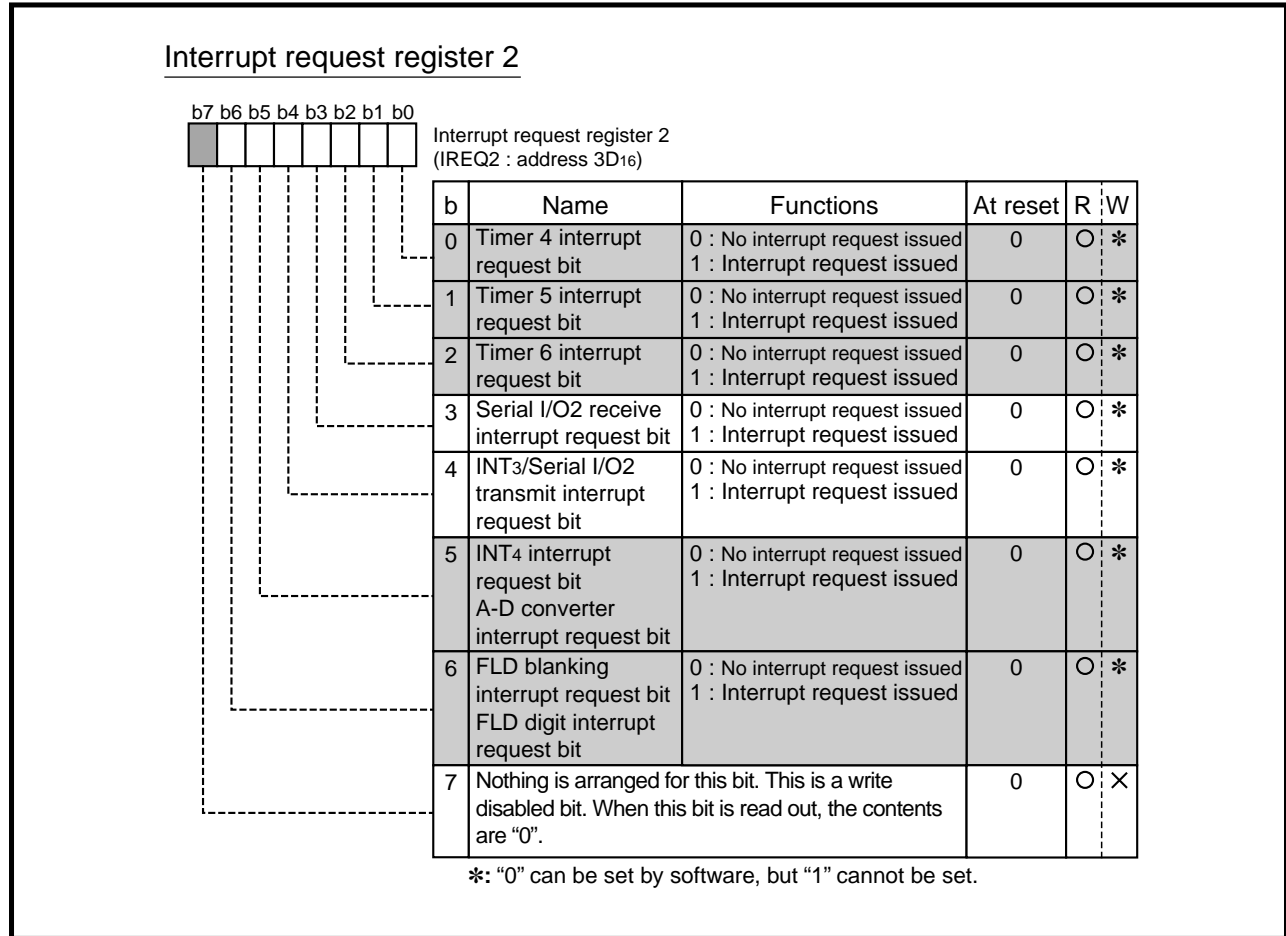 Interrupt request register 2
b7 b6 b5 b4 b3 b2 b1 b0
Interrupt request register 2
(IREQ2 : address 3D16)
b Name Functions At reset R W
0 Timer 4 interrupt request bit 0 : No interrupt request issued 1 : Interrupt request issued 0 O ✻
1 Timer 5 interrupt request bit 0 : No interrupt request issued 1 : Interrupt request issued 0 O ✻
2 Timer 6 interrupt request bit 0 : No interrupt request issued 1 : Interrupt request issued 0 O ✻
3 Serial I/O2 receive interrupt request bit 0 : No interrupt request issued 1 : Interrupt request issued 0 O ✻
4 INT3/Serial I/O2 transmit interrupt request bit 0 : No interrupt request issued 1 : Interrupt request issued 0 O ✻
5 INT4 interrupt request bit A-D converter interrupt request bit 0 : No interrupt request issued 1 : Interrupt request issued 0 O ✻
6 FLD blanking interrupt request bit FLD digit interrupt request bit 0 : No interrupt request issued 1 : Interrupt request issued 0 O ✻
7 Nothing is arranged for this bit. This is a write disabled bit. When this bit is read out, the contents are “0”. 0 O ✕
✻: “0” can be set by software, but “1” cannot be set.